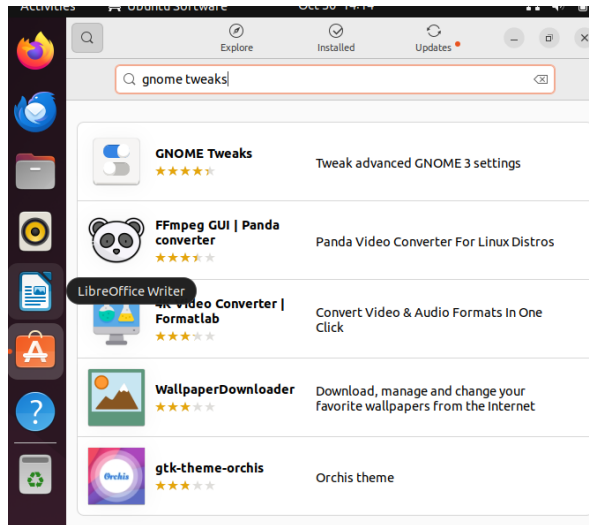 Activities Ubuntu Software Oct 30 14:14
Explore Installed Updates
gnome tweaks
GNOME Tweaks
Tweak advanced GNOME 3 settings
FFmpeg GUI | Panda
converter
Panda Video Converter For Linux Distros
LibreOffice Writer
4K Video Converter |
Formatlab
Convert Video & Audio Formats In One
Click
WallpaperDownloader
Download, manage and change your
favorite wallpapers from the Internet
Orchis
gtk-theme-orchis
Orchis theme